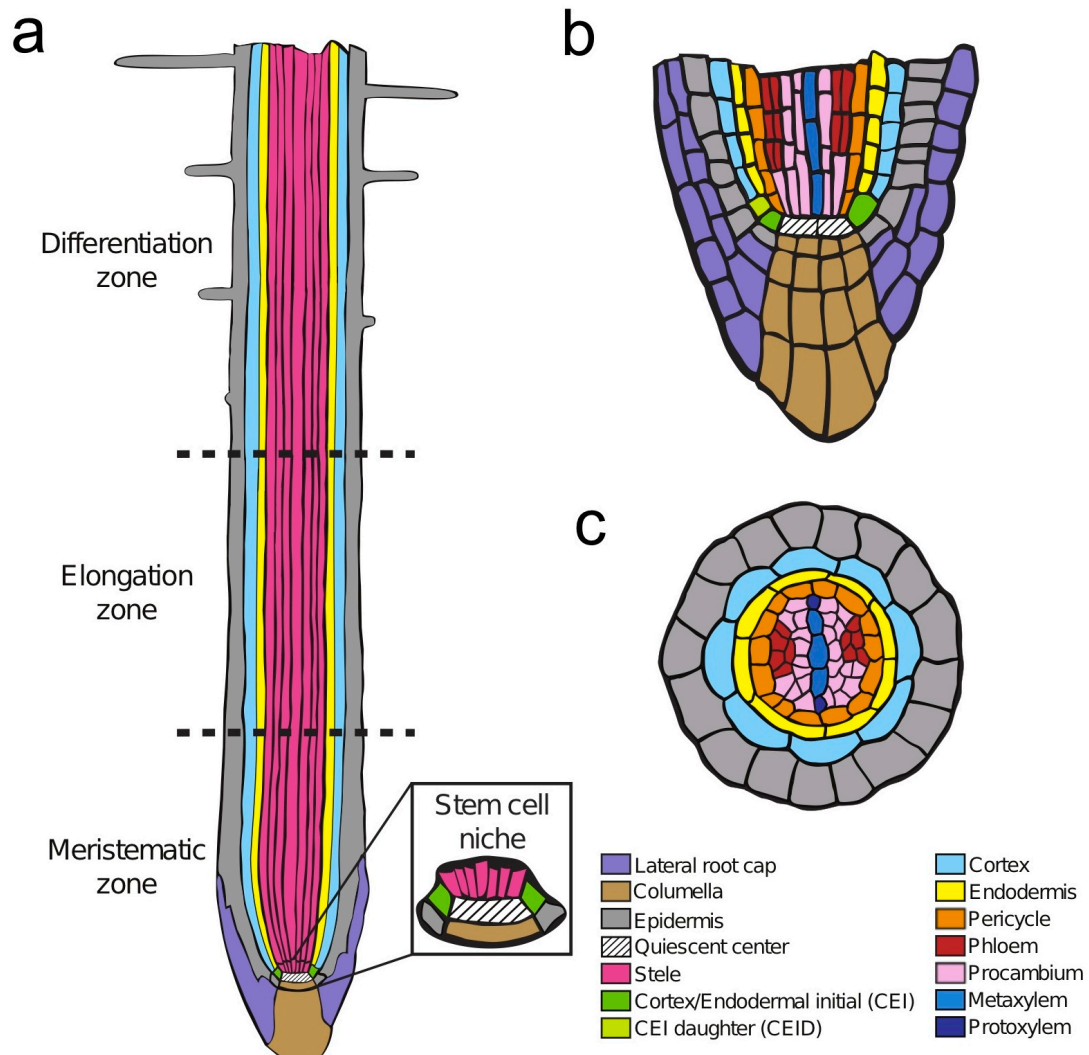 a
b
Differentiation
zone
Elongation
zone
c
Meristematic
zone
Stem cell
niche
Lateral root cap
Columella
Epidermis
Quiescent center
Stele
Cortex/Endodermal initial (CEI)
CEI daughter (CEID)
Cortex
Endodermis
Pericycle
Phloem
Procambium
Metaxylem
Protoxylem